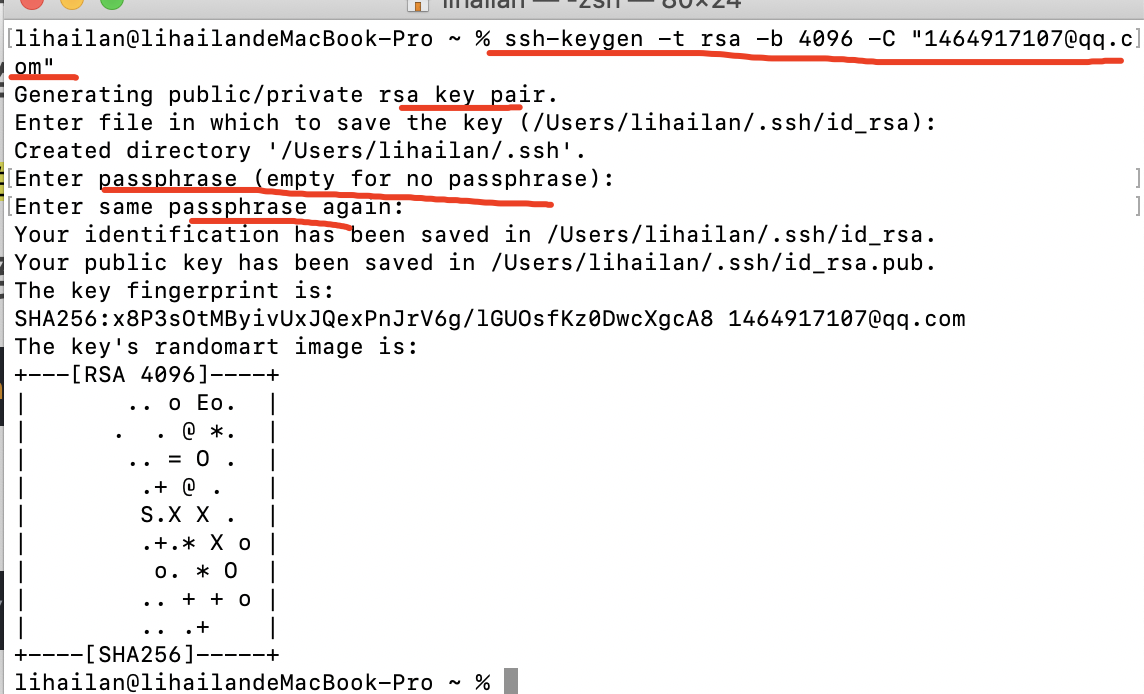 lihailan — -zsh — 80×24
[lihailan@lihailandeMacBook-Pro ~ % ssh-keygen -t rsa -b 4096 -C "1464917107@qq.c]
om"
Generating public/private rsa key pair.
Enter file in which to save the key (/Users/lihailan/.ssh/id_rsa):
Created directory '/Users/lihailan/.ssh'.
[Enter passphrase (empty for no passphrase): ]
[Enter same passphrase again: ]
Your identification has been saved in /Users/lihailan/.ssh/id_rsa.
Your public key has been saved in /Users/lihailan/.ssh/id_rsa.pub.
The key fingerprint is:
SHA256:x8P3sOtMByivUxJQexPnJrV6g/lGUOsfKz0DwcXgcA8 1464917107@qq.com
The key's randomart image is:
+---[RSA 4096]----+
|       .. o Eo.  |
|      .  . @ *.  |
|       .. = O .  |
|        .+ @ .   |
|        S.X X .  |
|        .+.* X o |
|         o. * O  |
|        .. + + o |
|        .. .+    |
+----[SHA256]-----+
lihailan@lihailandeMacBook-Pro ~ %